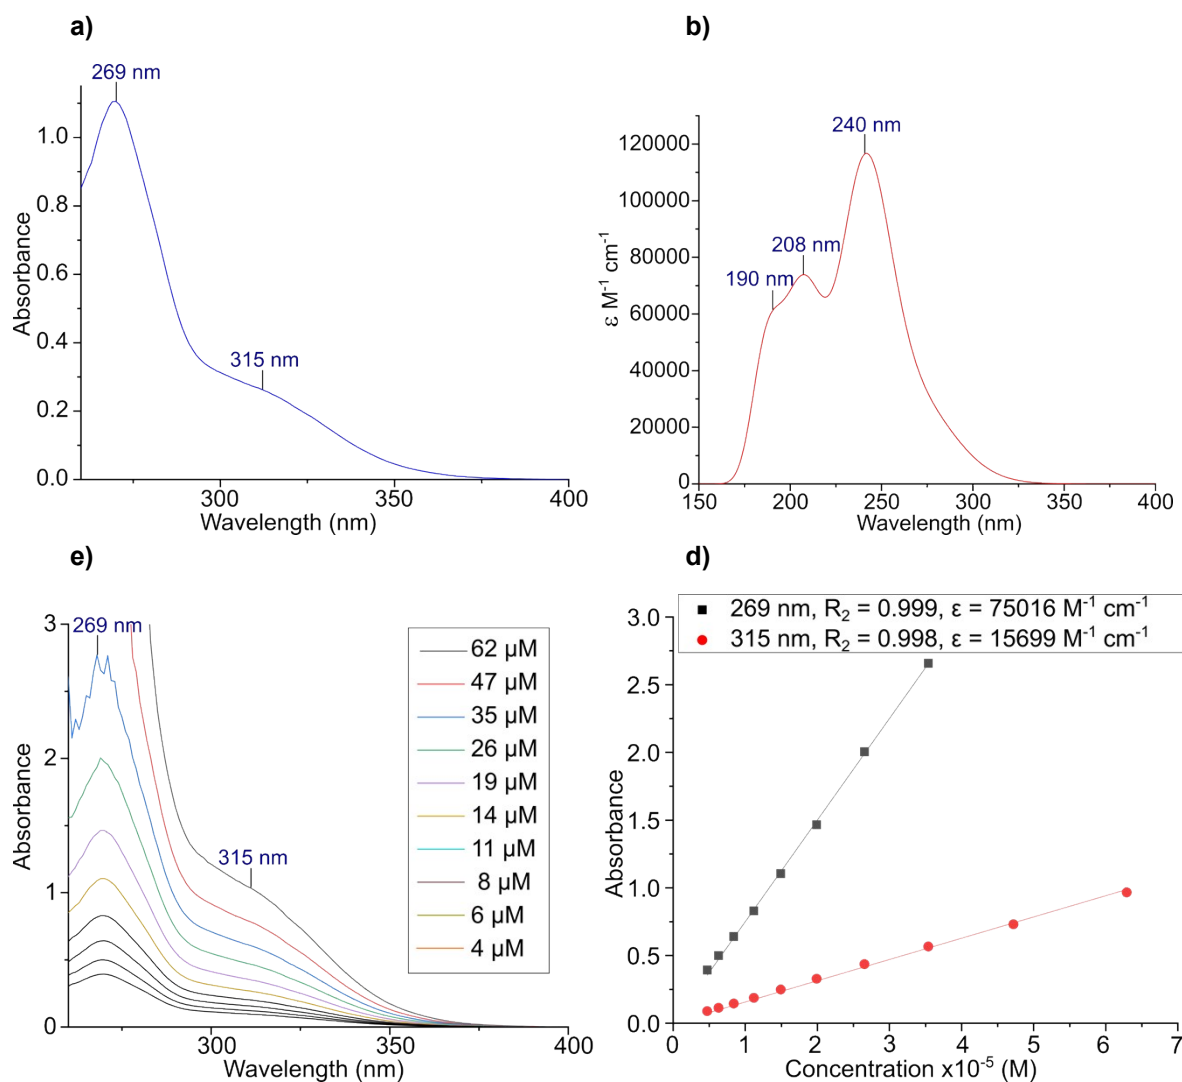 a)
269 nm
315 nm
Absorbance
1.0
0.8
0.6
0.4
0.2
0.0
300
350
400
Wavelength (nm)
b)
240 nm
208 nm
190 nm
ε M⁻¹ cm⁻¹
120000
100000
80000
60000
40000
20000
0
150
200
250
300
350
400
Wavelength (nm)
e)
269 nm
315 nm
Absorbance
3
2
1
0
300
350
400
Wavelength (nm)
62 µM
47 µM
35 µM
26 µM
19 µM
14 µM
11 µM
8 µM
6 µM
4 µM
d)
269 nm, R₂ = 0.999, ε = 75016 M⁻¹ cm⁻¹
315 nm, R₂ = 0.998, ε = 15699 M⁻¹ cm⁻¹
Absorbance
3.0
2.5
2.0
1.5
1.0
0.5
0.0
0
1
2
3
4
5
6
7
Concentration x10⁻⁵ (M)